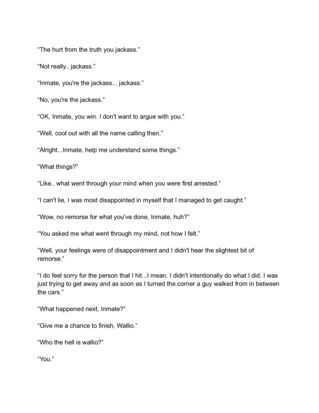 “The hurt from the truth you jackass.”
“Not really.. jackass.”
“Inmate, you're the jackass... jackass.”
“No, you're the jackass.”
“OK, Inmate, you win. I don't want to argue with you.”
“Well, cool out with all the name calling then.”
“Alright...Inmate, help me understand some things.”
“What things?”
“Like.. what went through your mind when you were first arrested.”
“I can't lie, I was most disappointed in myself that I managed to get caught.”
“Wow, no remorse for what you've done, Inmate, huh?”
“You asked me what went through my mind, not how I felt.”
“Well, your feelings were of disappointment and I didn't hear the slightest bit of
remorse.”
“I do feel sorry for the person that I hit...I mean, I didn't intentionally do what I did. I was
just trying to get away and as soon as I turned the corner a guy walked from in between
the cars.”
“What happened next, Inmate?”
“Give me a chance to finish, Wallio.”
“Who the hell is wallio?”
“You.”